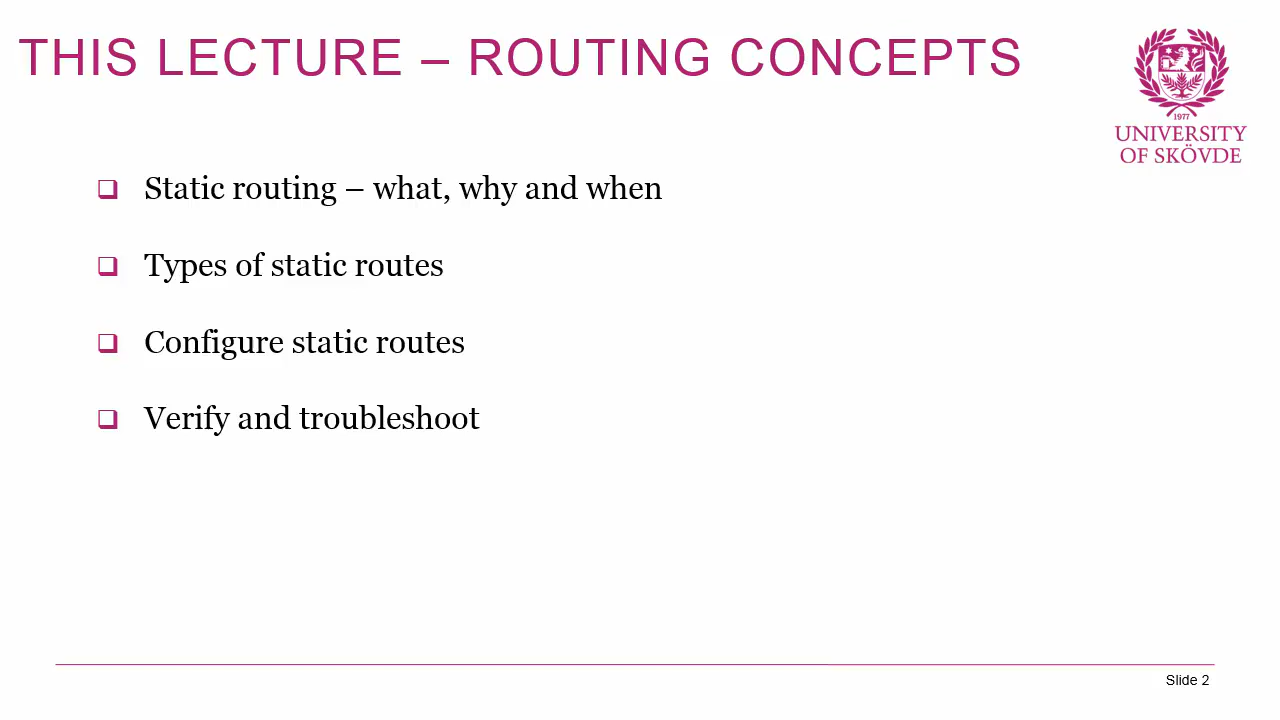 THIS LECTURE – ROUTING CONCEPTS
1977
UNIVERSITY
OF SKÖVDE
Static routing – what, why and when
Types of static routes
Configure static routes
Verify and troubleshoot
Slide 2